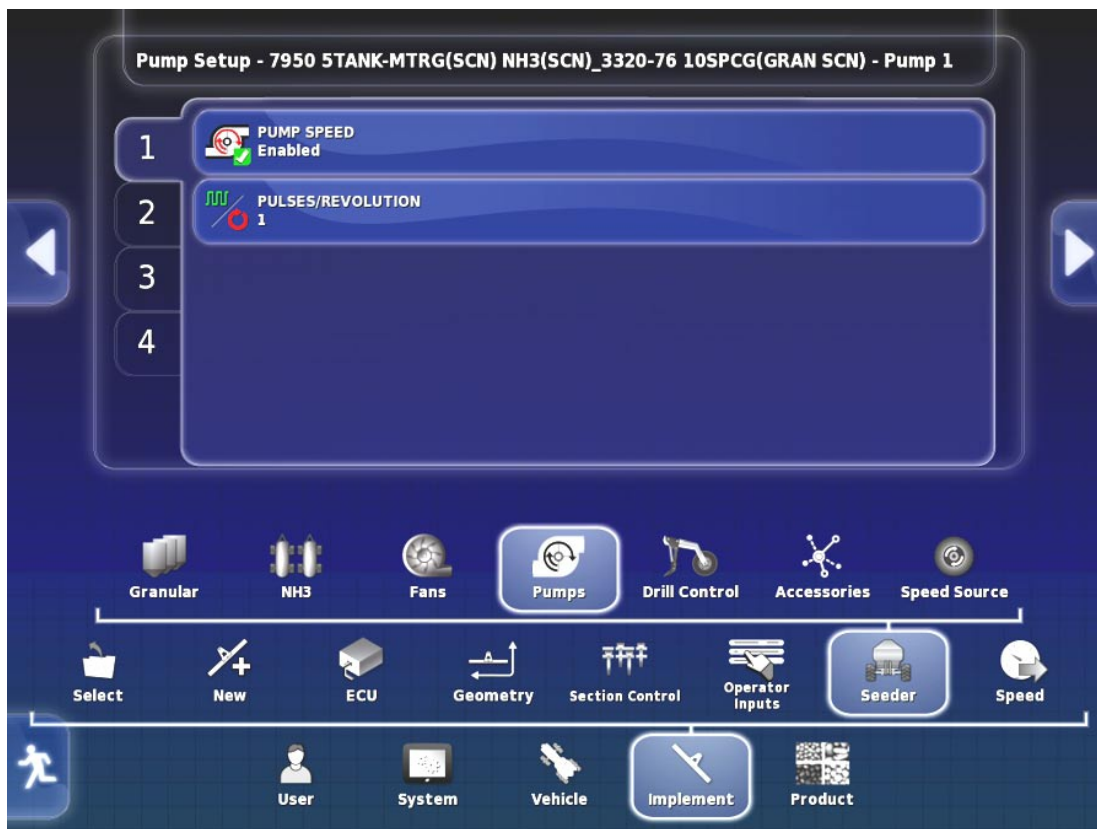 Pump Setup - 7950 5TANK-MTRG(SCN) NH3(SCN)_3320-76 10SPCG(GRAN SCN) - Pump 1
1
PUMP SPEED
Enabled
2
PULSES/REVOLUTION
1
3
4
Granular
NH3
Fans
Pumps
Drill Control
Accessories
Speed Source
Select
New
ECU
Geometry
Section Control
Operator
Inputs
Seeder
Speed
User
System
Vehicle
Implement
Product